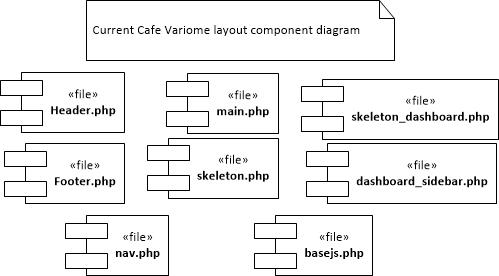 Current Cafe Variome layout component diagram
«file»
Header.php
«file»
main.php
«file»
skeleton_dashboard.php
«file»
Footer.php
«file»
skeleton.php
«file»
dashboard_sidebar.php
«file»
nav.php
«file»
basejs.php